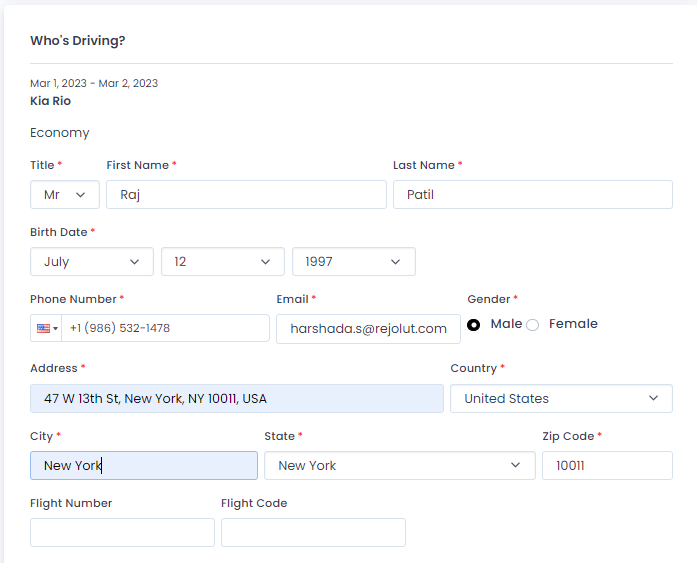 Who's Driving?
Mar 1, 2023 - Mar 2, 2023
Kia Rio
Economy
Title * First Name * Last Name *
Mr Raj Patil
Birth Date *
July 12 1997
Phone Number * Email * Gender *
+1 (986) 532-1478 harshada.s@rejolut.com Male Female
Address * Country *
47 W 13th St, New York, NY 10011, USA United States
City * State * Zip Code *
New York New York 10011
Flight Number Flight Code